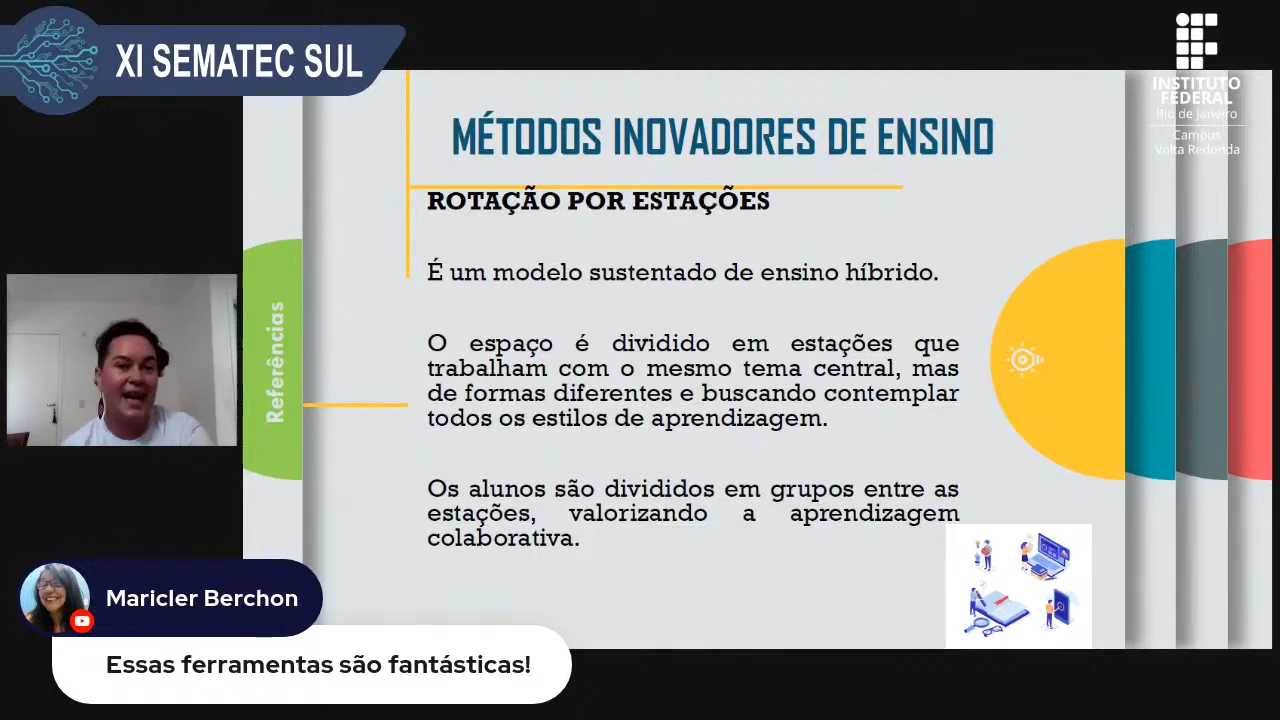 XI SEMATEC SUL
INSTITUTO
FEDERAL
Rio de Janeiro
Campus
Volta Redonda
MÉTODOS INOVADORES DE ENSINO
ROTAÇÃO POR ESTAÇÕES
É um modelo sustentado de ensino híbrido.
O espaço é dividido em estações que
trabalham com o mesmo tema central, mas
de formas diferentes e buscando contemplar
todos os estilos de aprendizagem.
Os alunos são divididos em grupos entre as
estações, valorizando a aprendizagem
colaborativa.
Referências
Maricler Berchon
Essas ferramentas são fantásticas!